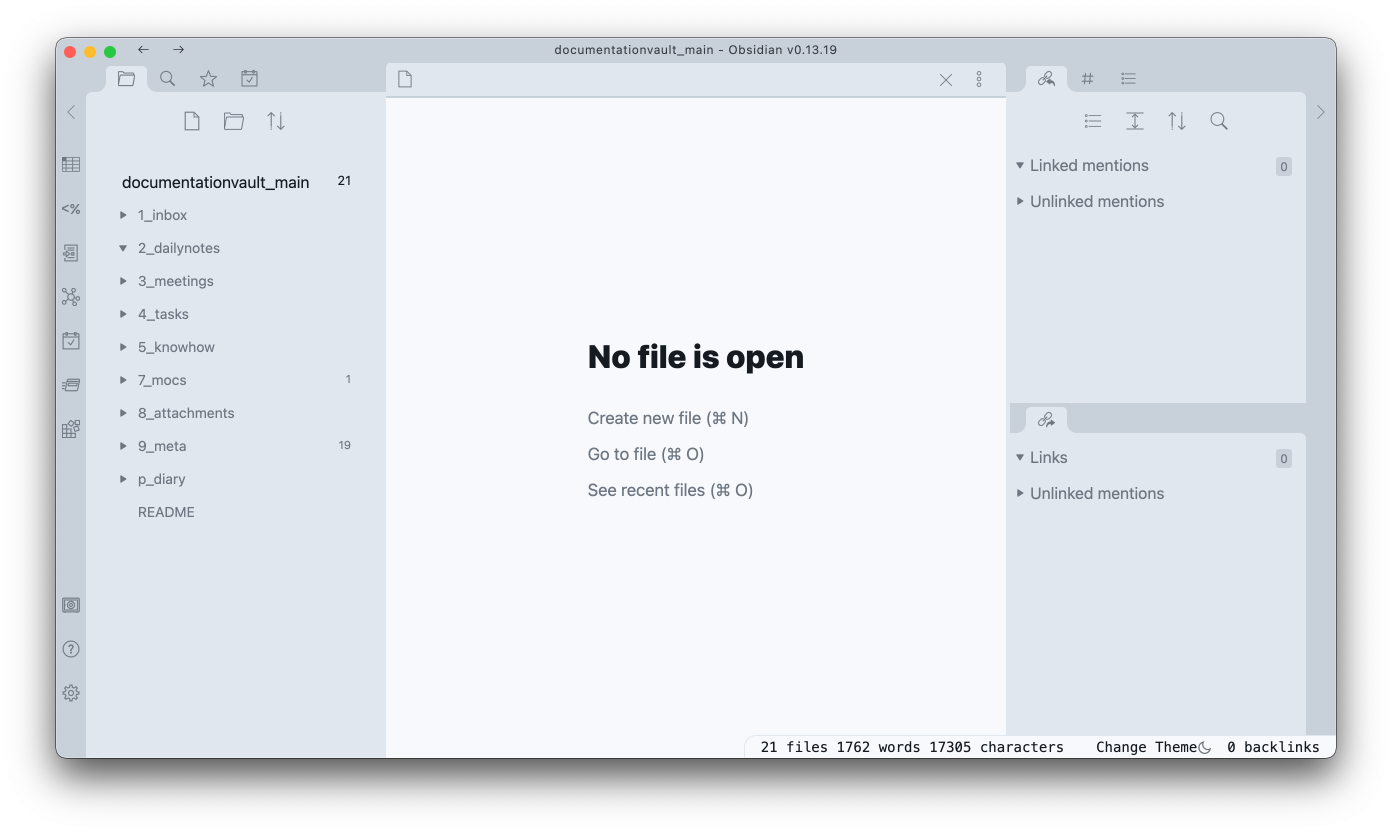 documentationvault_main - Obsidian v0.13.19
<%
documentationvault_main 21
1_inbox
2_dailynotes
3_meetings
4_tasks
5_knowhow
7_mocs 1
8_attachments
9_meta 19
p_diary
README
No file is open
Create new file (⌘ N)
Go to file (⌘ O)
See recent files (⌘ O)
Linked mentions 0
Unlinked mentions
Links 0
Unlinked mentions
21 files 1762 words 17305 characters Change Theme 0 backlinks